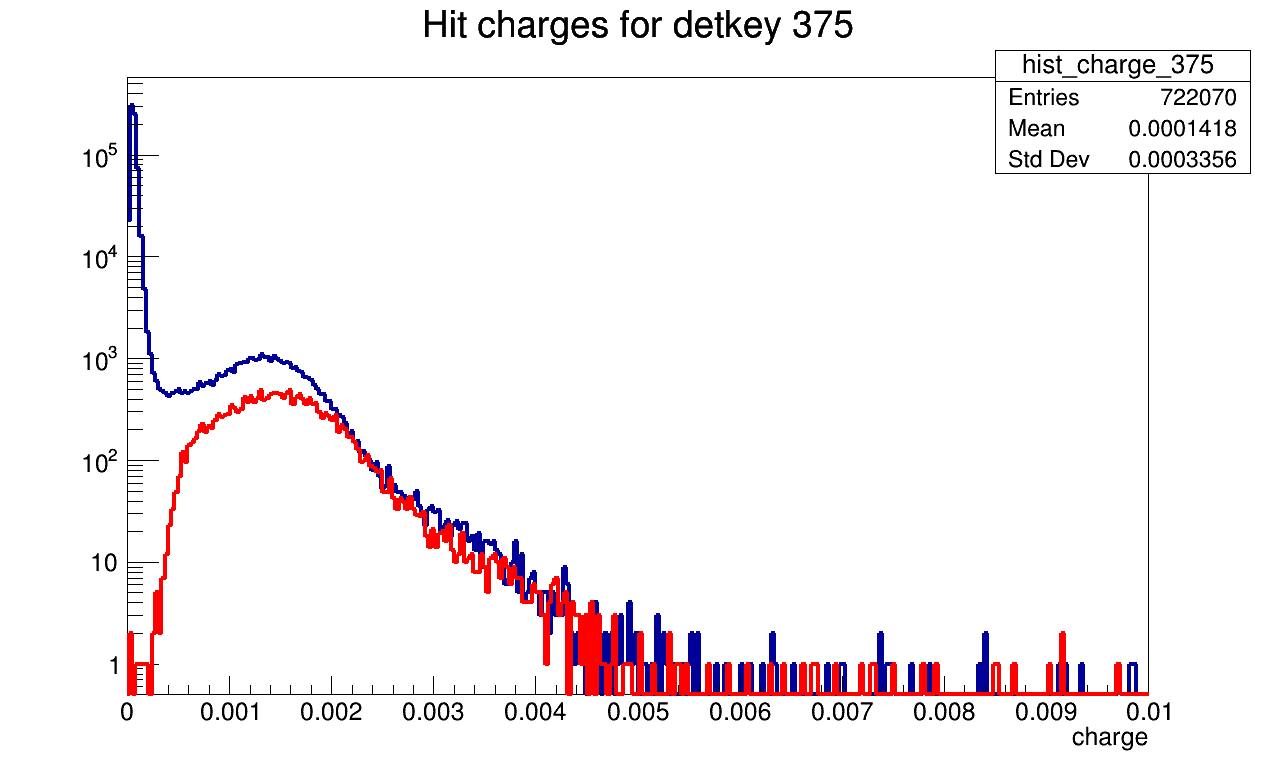 Hit charges for detkey 375
hist_charge_375
Entries 722070
Mean 0.0001418
Std Dev 0.0003356
10^5
10^4
10^3
10^2
10
1
0 0.001 0.002 0.003 0.004 0.005 0.006 0.007 0.008 0.009 0.01
charge